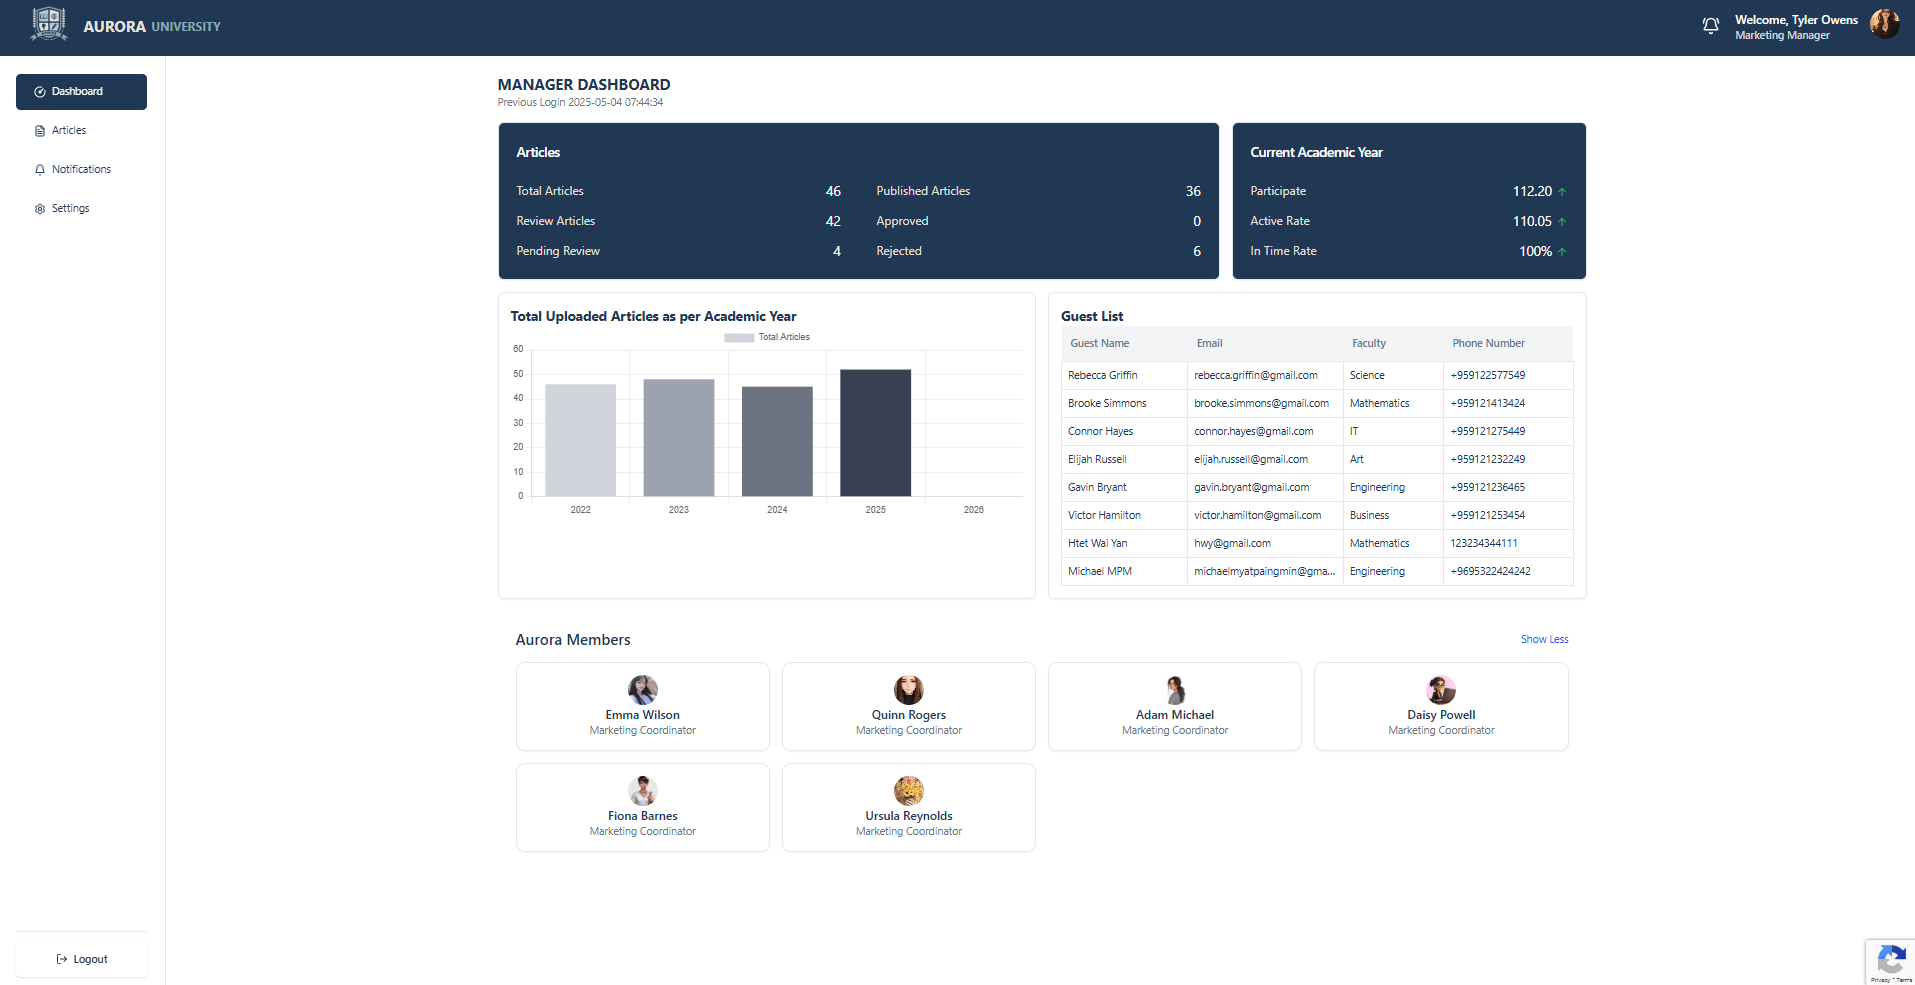 AURORA UNIVERSITY
Welcome, Tyler Owens
Marketing Manager
Dashboard
Articles
Notifications
Settings
Logout
MANAGER DASHBOARD
Previous Login 2025-05-04 07:44:34
Articles
Total Articles 46 Published Articles 36
Review Articles 42 Approved 0
Pending Review 4 Rejected 6
Current Academic Year
Participate 112.20
Active Rate 110.05
In Time Rate 100%
Total Uploaded Articles as per Academic Year
Total Articles
60
50
40
30
20
10
0
2022 2023 2024 2025 2026
Guest List
Guest Name Email Faculty Phone Number
Rebecca Griffin rebecca.griffin@gmail.com Science +959122577549
Brooke Simmons brooke.simmons@gmail.com Mathematics +959121413424
Connor Hayes connor.hayes@gmail.com IT +959121275449
Elijah Russell elijah.russell@gmail.com Art +959121232249
Gavin Bryant gavin.bryant@gmail.com Engineering +959121236465
Victor Hamilton victor.hamilton@gmail.com Business +959121253454
Htet Wai Yan hwy@gmail.com Mathematics 123234344111
Michael MPM michaelmyatpaingmin@gma... Engineering +9695322424242
Aurora Members
Show Less
Emma Wilson
Marketing Coordinator
Quinn Rogers
Marketing Coordinator
Adam Michael
Marketing Coordinator
Daisy Powell
Marketing Coordinator
Fiona Barnes
Marketing Coordinator
Ursula Reynolds
Marketing Coordinator
Privacy - Terms